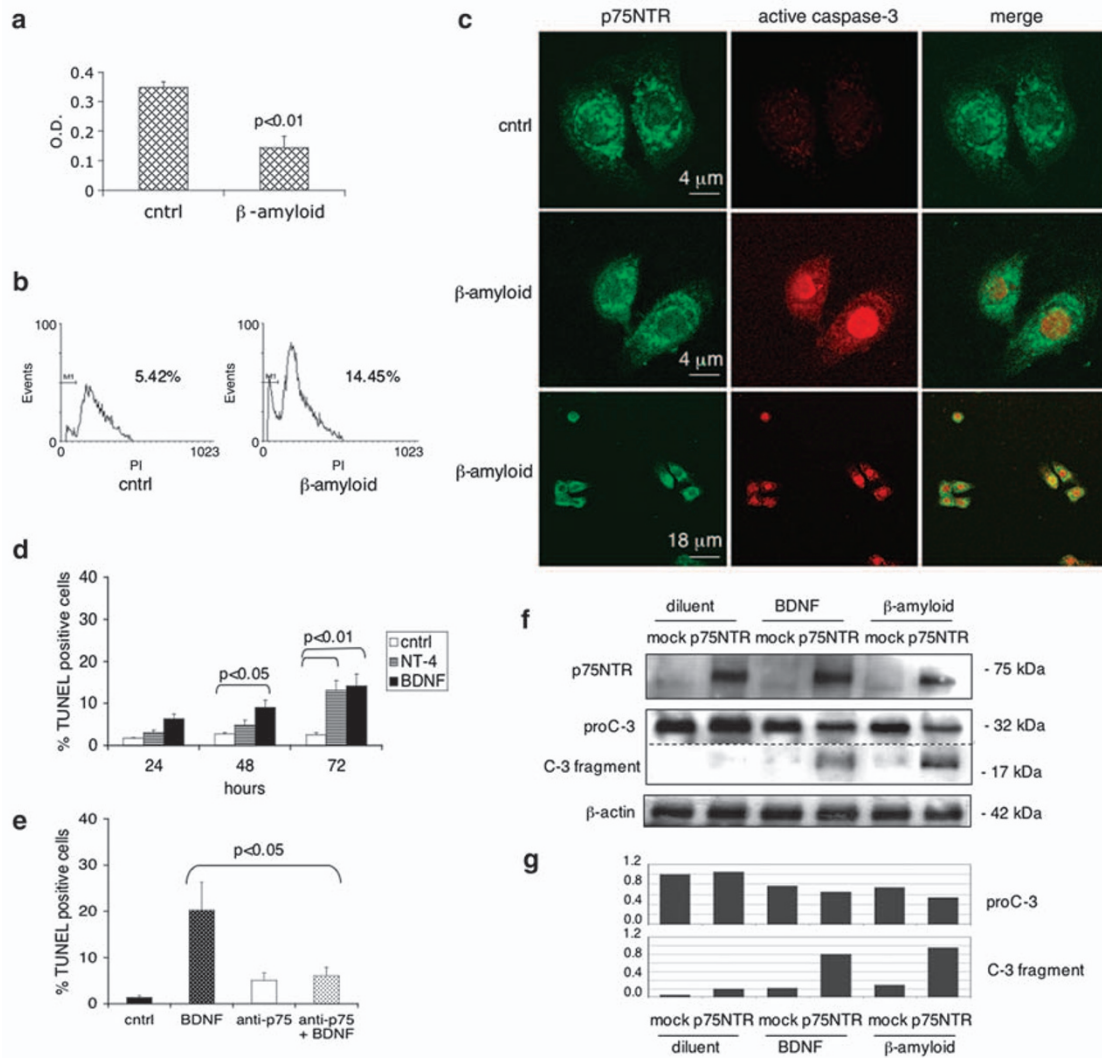 a
0.4
0.3
0.2
0.1
0
O.D.
p<0.01
cntrl
β-amyloid
b
100
Events
0
M1
5.42%
0
PI
1023
cntrl
100
Events
0
M1
14.45%
0
PI
1023
β-amyloid
c
p75NTR
active caspase-3
merge
cntrl
4 μm
β-amyloid
4 μm
β-amyloid
18 μm
d
% TUNEL positive cells
40
30
20
10
0
p<0.05
p<0.01
cntrl
NT-4
BDNF
24
48
72
hours
e
% TUNEL positive cells
40
30
20
10
0
p<0.05
cntrl
BDNF
anti-p75
anti-p75
+ BDNF
f
diluent
BDNF
β-amyloid
mock p75NTR mock p75NTR mock p75NTR
p75NTR
- 75 kDa
proC-3
- 32 kDa
C-3 fragment
- 17 kDa
β-actin
- 42 kDa
g
1.2
0.8
0.4
0.0
proC-3
1.2
0.8
0.4
0.0
C-3 fragment
mock p75NTR mock p75NTR mock p75NTR
diluent
BDNF
β-amyloid